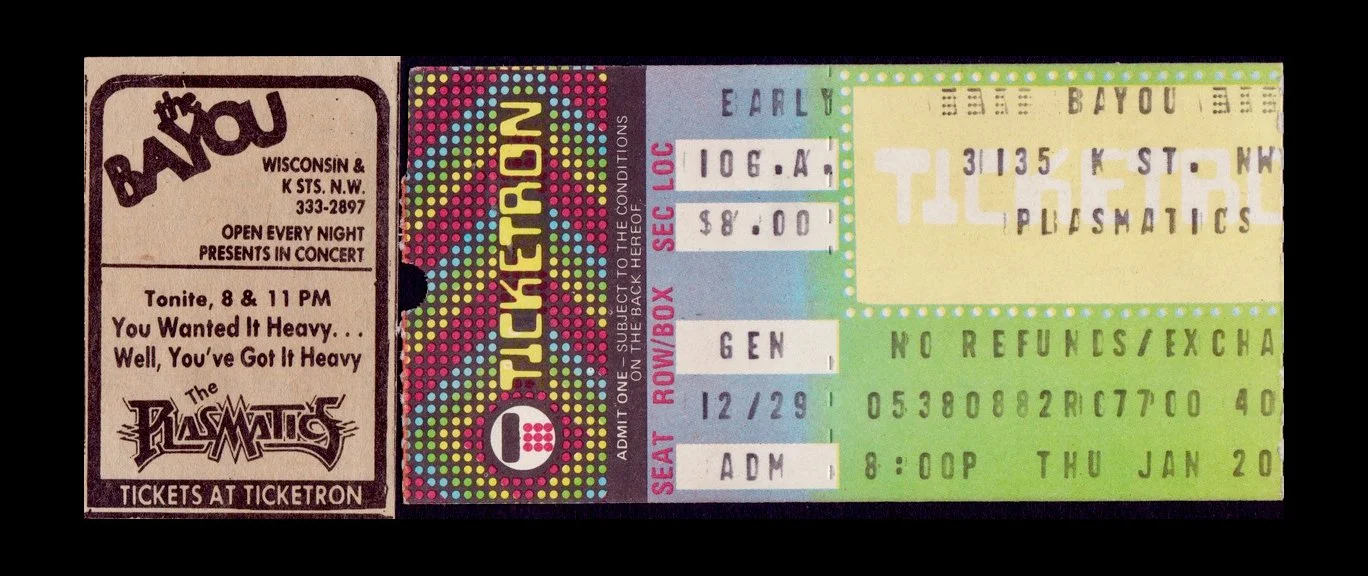 the
BAYOU
WISCONSIN &
K STS. N.W.
333-2897
OPEN EVERY NIGHT
PRESENTS IN CONCERT
Tonite, 8 & 11 PM
You Wanted It Heavy. . .
Well, You've Got It Heavy
The
PLASMATICS
TICKETS AT TICKETRON
TICKETRON
ADMIT ONE – SUBJECT TO THE CONDITIONS
ON THE BACK HEREOF.
SEAT ROW/BOX SEC LOC
EARLY
106.A.
$8.00
GEN
12/29
ADM
TICKETRON
BAYOU
3135 K ST. NW
PLASMATICS
NO REFUNDS/EXCHA
05380882R07700 40
8:00P THU JAN 20